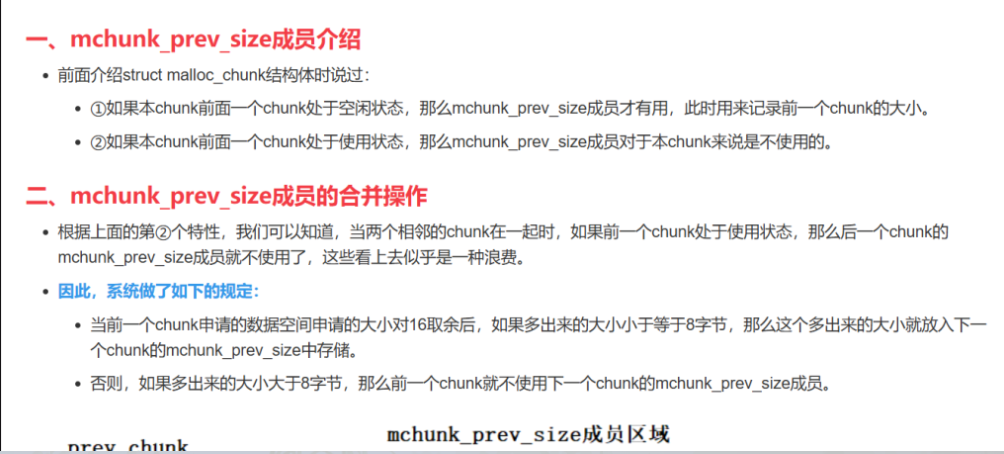 一、mchunk_prev_size成员介绍
前面介绍struct malloc_chunk结构体时说过：
①如果本chunk前面一个chunk处于空闲状态，那么mchunk_prev_size成员才有用，此时用来记录前一个chunk的大小。
②如果本chunk前面一个chunk处于使用状态，那么mchunk_prev_size成员对于本chunk来说是不使用的。
二、mchunk_prev_size成员的合并操作
根据上面的第②个特性，我们可以知道，当两个相邻的chunk在一起时，如果前一个chunk处于使用状态，那么后一个chunk的
mchunk_prev_size成员就不使用了，这些看上去似乎是一种浪费。
因此，系统做了如下的规定：
当前一个chunk申请的数据空间申请的大小对16取余后，如果多出来的大小小于等于8字节，那么这个多出来的大小就放入下一
个chunk的mchunk_prev_size中存储。
否则，如果多出来的大小大于8字节，那么前一个chunk就不使用下一个chunk的mchunk_prev_size成员。
mchunk_prev_size成员区域
prev chunk